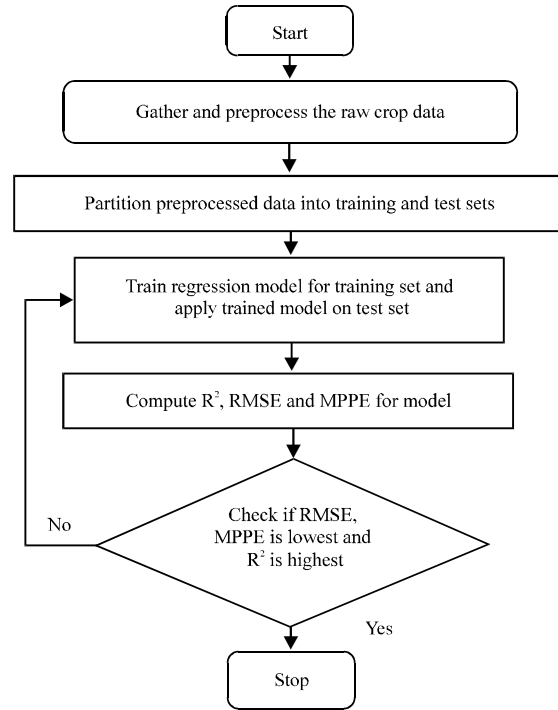 Start
Gather and preprocess the raw crop data
Partition preprocessed data into training and test sets
Train regression model for training set and
apply trained model on test set
Compute R², RMSE and MPPE for model
Check if RMSE,
MPPE is lowest and
R² is highest
No
Yes
Stop